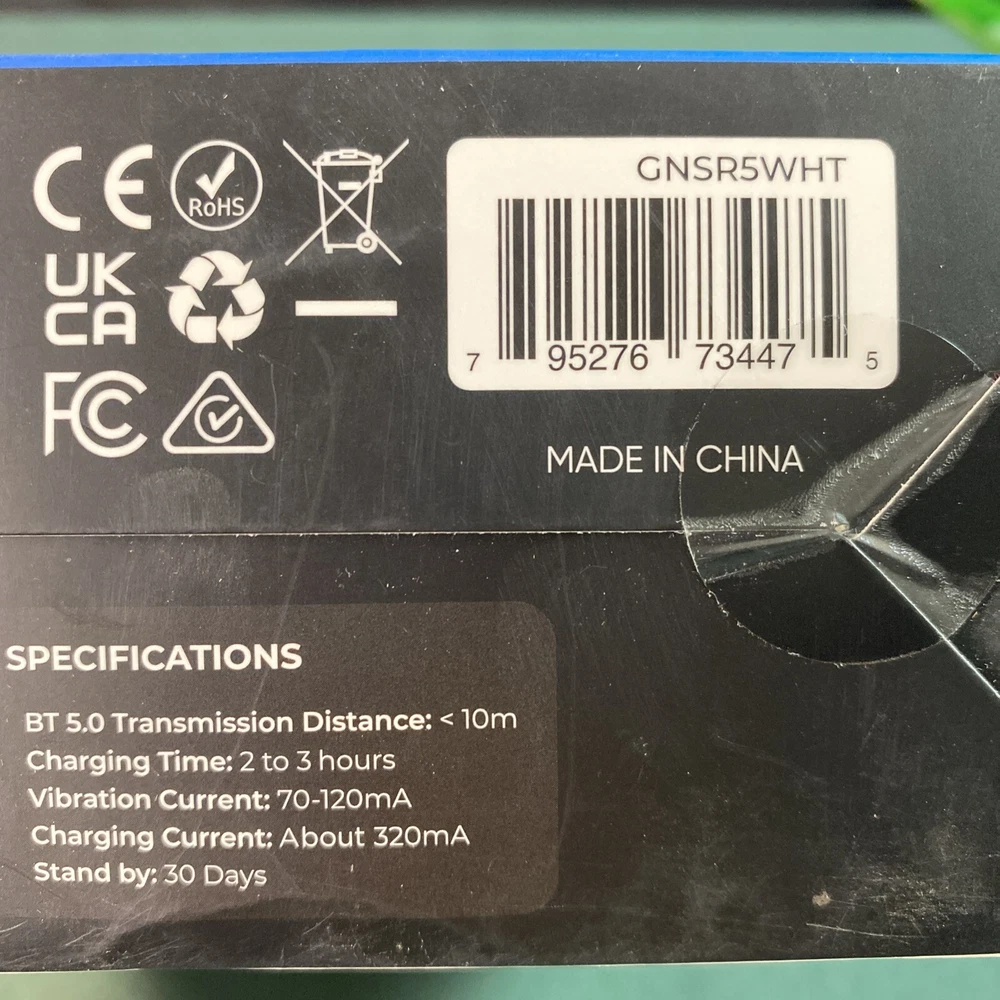 CE
RoHS
UK
CA
FC
GNSR5WHT
7 95276 73447 5
MADE IN CHINA
SPECIFICATIONS
BT 5.0 Transmission Distance: < 10m
Charging Time: 2 to 3 hours
Vibration Current: 70-120mA
Charging Current: About 320mA
Stand by: 30 Days